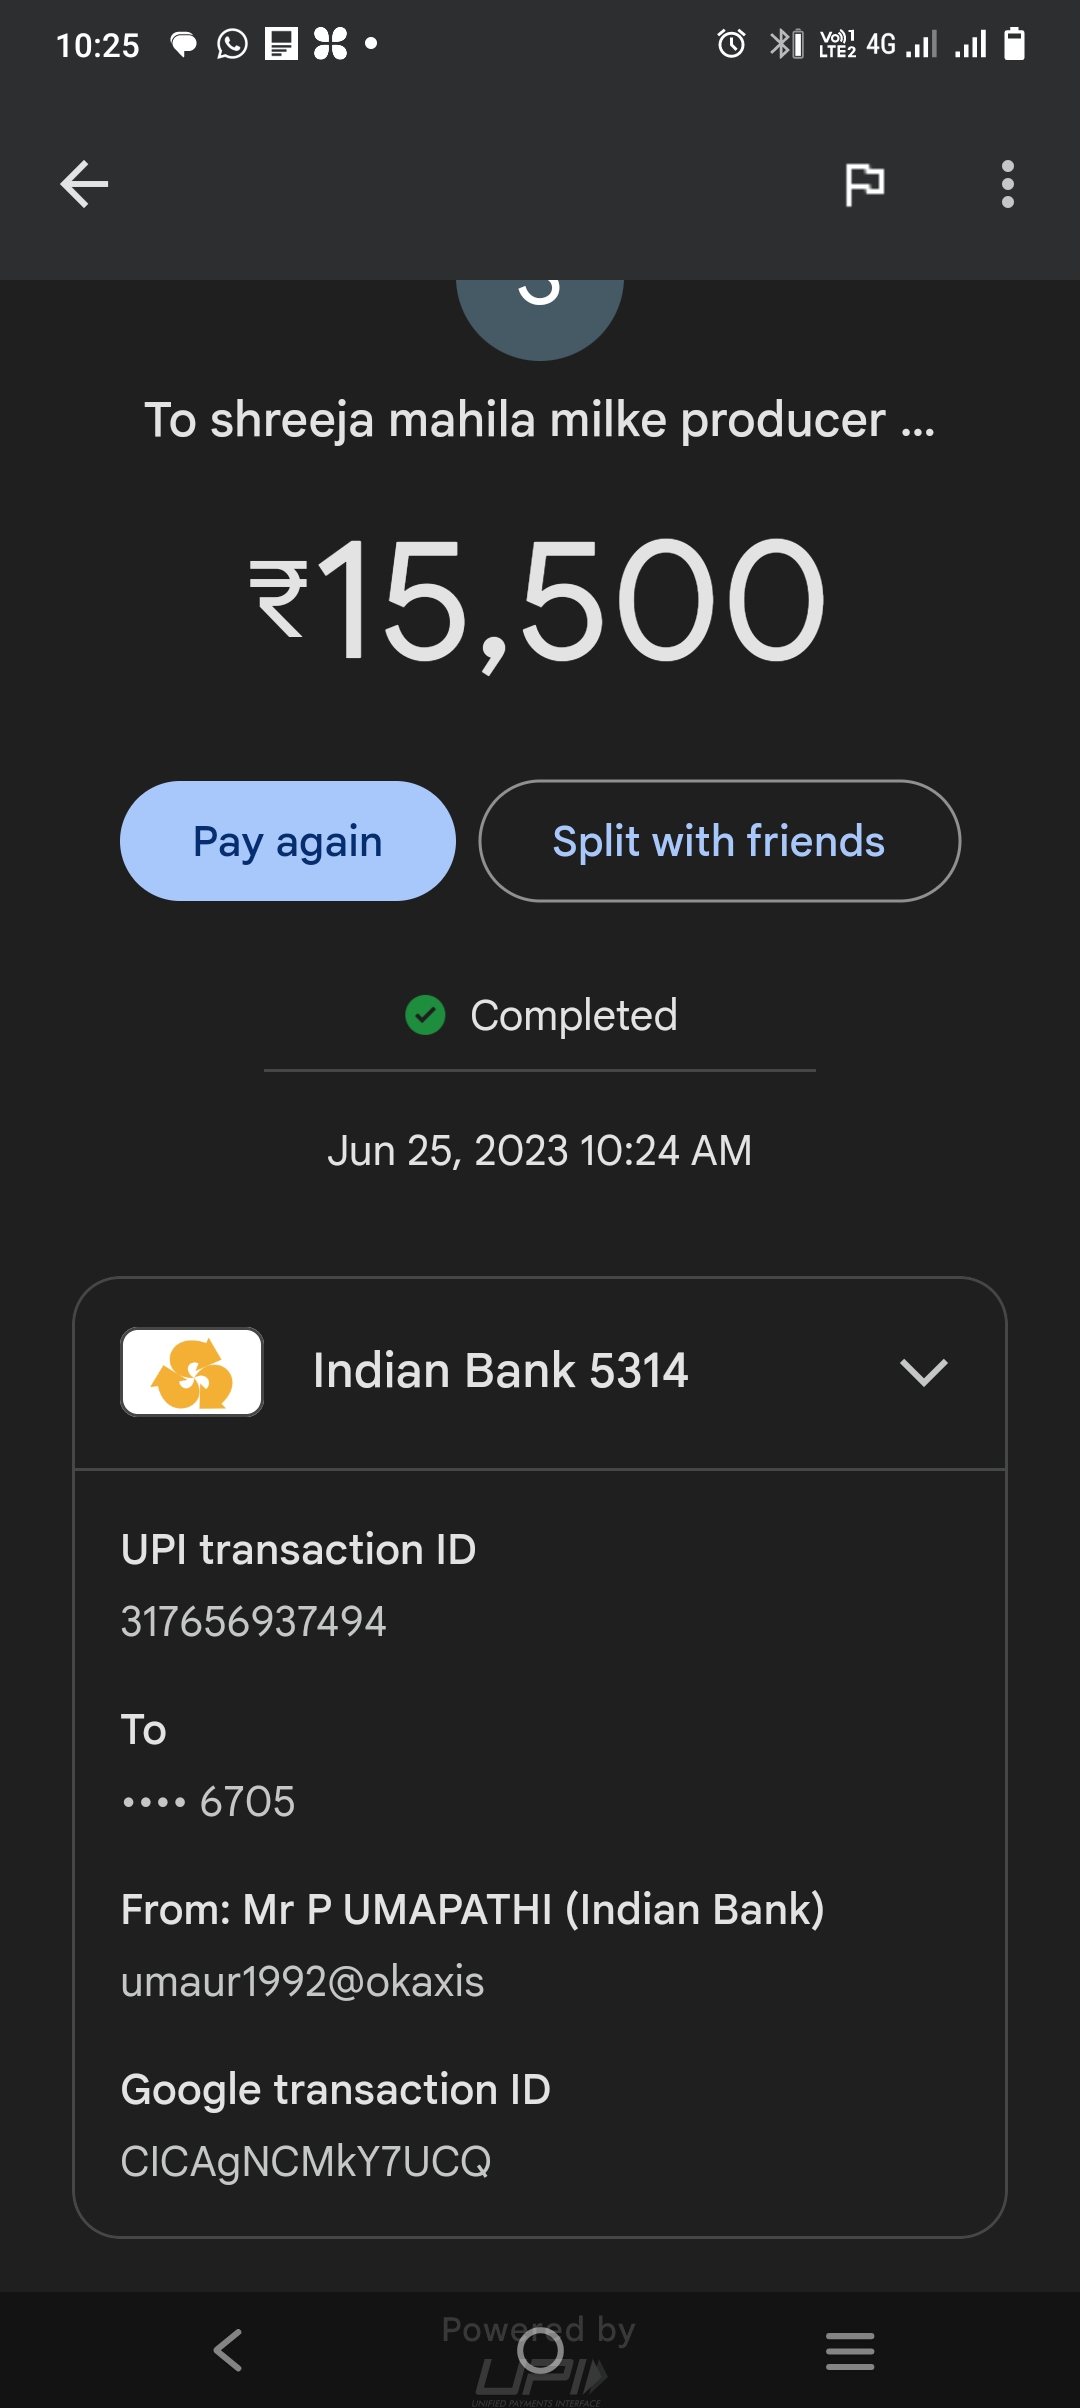 10:25
Vo)) 1
LTE2 4G
To shreeja mahila milke producer ...
₹15,500
Pay again
Split with friends
Completed
Jun 25, 2023 10:24 AM
Indian Bank 5314
UPI transaction ID
317656937494
To
•••• 6705
From: Mr P UMAPATHI (Indian Bank)
umaur1992@okaxis
Google transaction ID
CICAgNCMkY7UCQ
Powered by
UPI
UNIFIED PAYMENTS INTERFACE